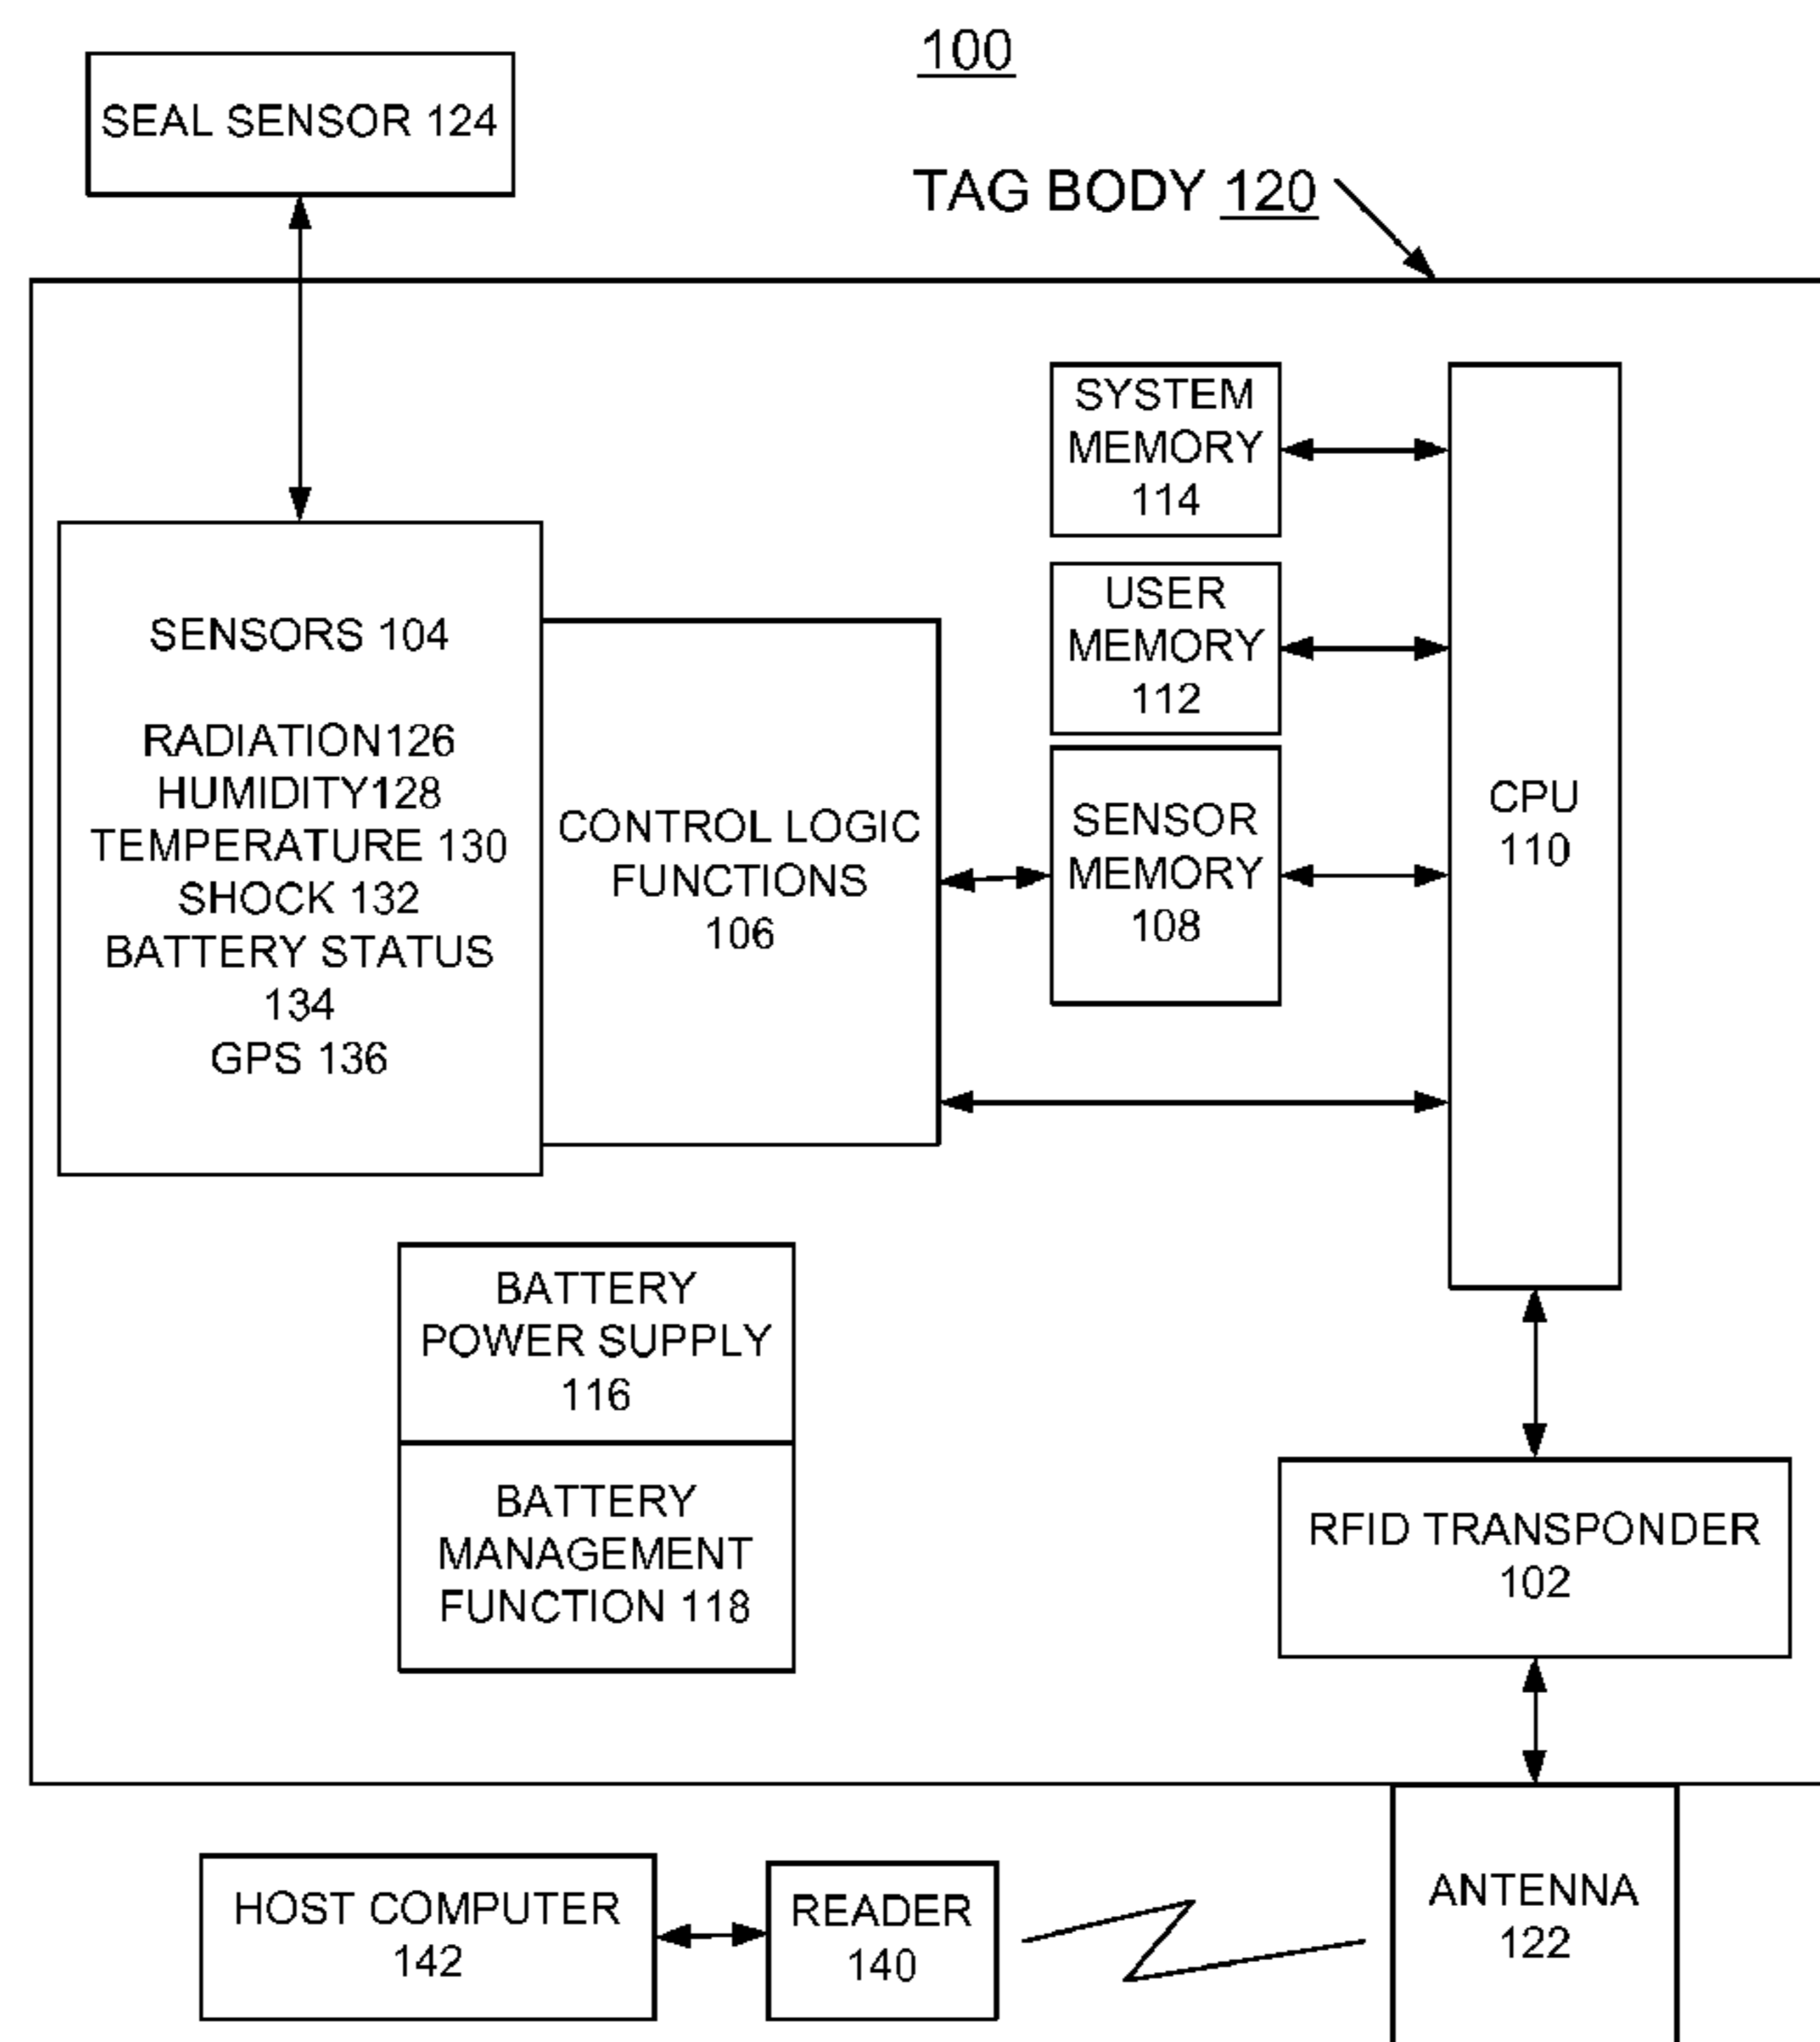 100
SEAL SENSOR 124
TAG BODY 120
SYSTEM
MEMORY
114
USER
MEMORY
112
SENSORS 104
RADIATION126
HUMIDITY128
TEMPERATURE 130
SHOCK 132
BATTERY STATUS
134
GPS 136
CONTROL LOGIC
FUNCTIONS
106
SENSOR
MEMORY
108
CPU
110
BATTERY
POWER SUPPLY
116
BATTERY
MANAGEMENT
FUNCTION 118
RFID TRANSPONDER
102
HOST COMPUTER
142
READER
140
ANTENNA
122